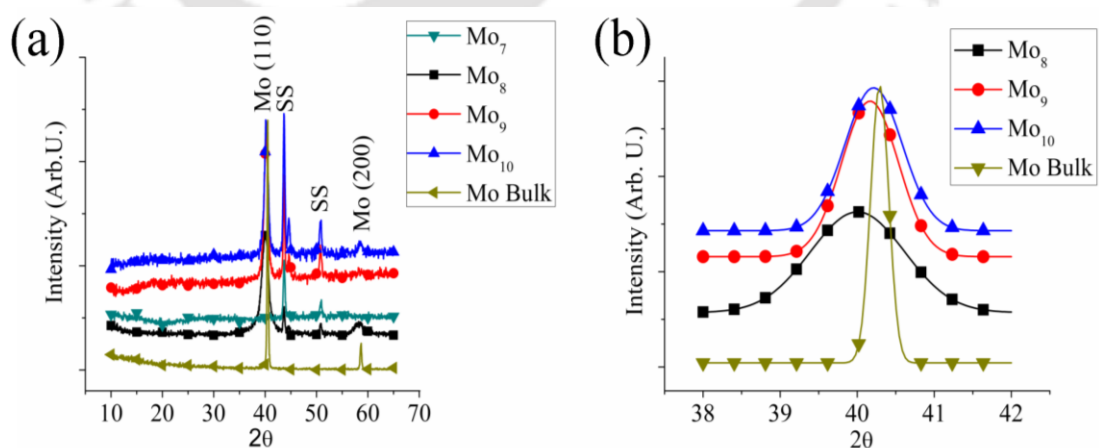 (a)
Intensity (Arb.U.)
Mo (110)
SS
SS
Mo (200)
Mo7
Mo8
Mo9
Mo10
Mo Bulk
10 20 30 40 50 60 70
2θ
(b)
Intensity (Arb. U.)
Mo8
Mo9
Mo10
Mo Bulk
38 39 40 41 42
2θ